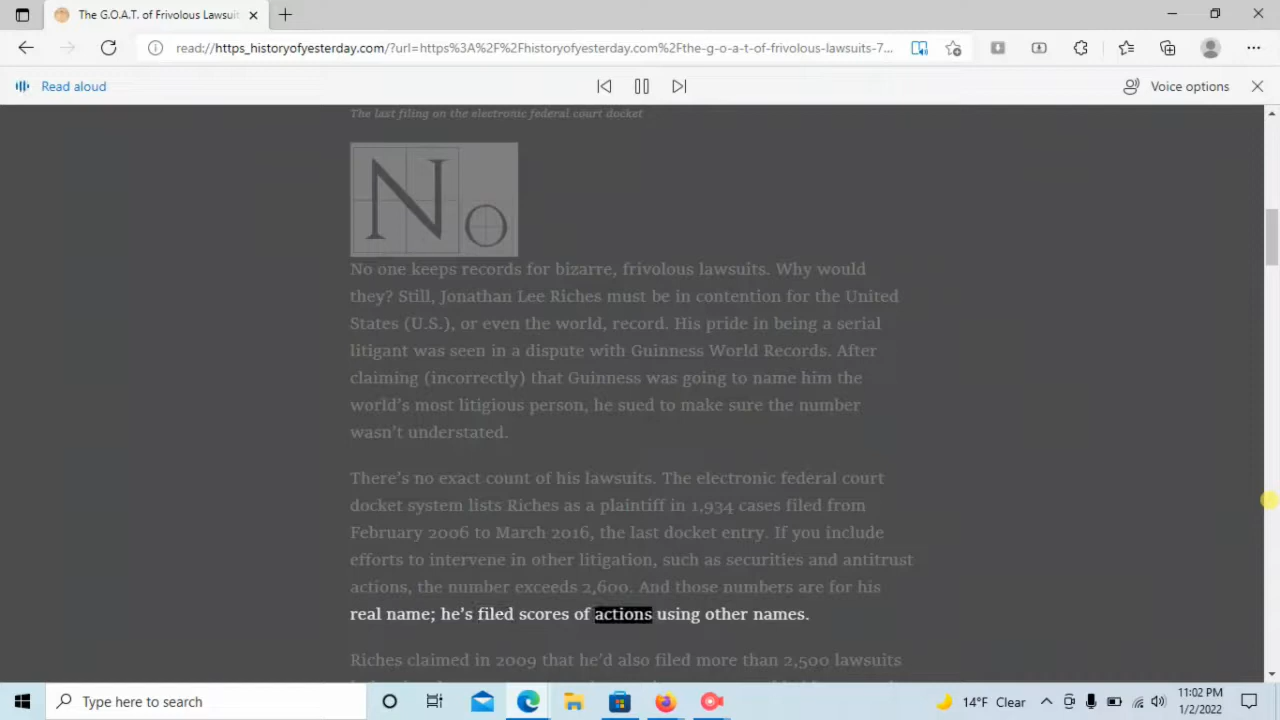 The G.O.A.T. of Frivolous Lawsuit
read://https_historyofyesterday.com/?url=https%3A%2F%2Fhistoryofyesterday.com%2Fthe-g-o-a-t-of-frivolous-lawsuits-7...
Read aloud
Voice options
The last filing on the electronic federal court docket
No
No one keeps records for bizarre, frivolous lawsuits. Why would
they? Still, Jonathan Lee Riches must be in contention for the United
States (U.S.), or even the world, record. His pride in being a serial
litigant was seen in a dispute with Guinness World Records. After
claiming (incorrectly) that Guinness was going to name him the
world's most litigious person, he sued to make sure the number
wasn't understated.
There's no exact count of his lawsuits. The electronic federal court
docket system lists Riches as a plaintiff in 1,934 cases filed from
February 2006 to March 2016, the last docket entry. If you include
efforts to intervene in other litigation, such as securities and antitrust
actions, the number exceeds 2,600. And those numbers are for his
real name; he's filed scores of actions using other names.
Riches claimed in 2009 that he'd also filed more than 2,500 lawsuits
Type here to search
14°F Clear
11:02 PM
1/2/2022